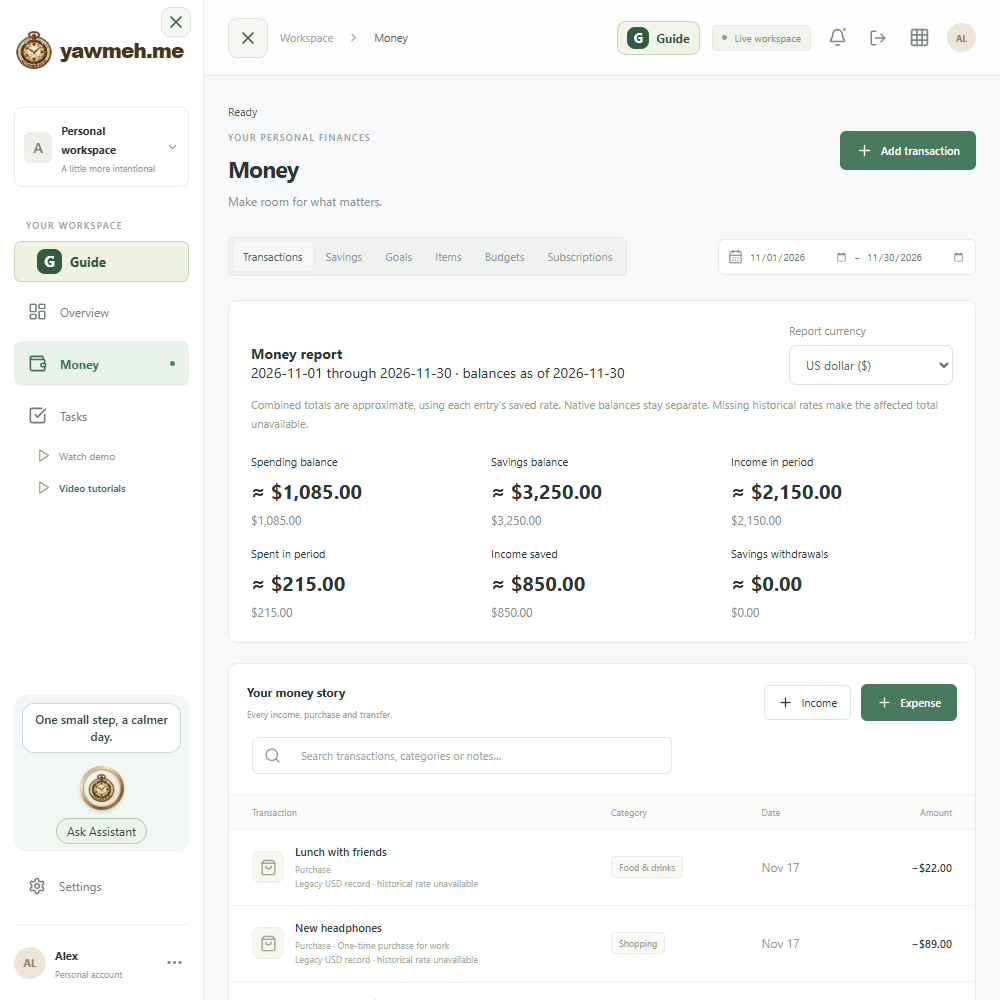 yawmeh.me
A
Personal
workspace
A little more intentional
YOUR WORKSPACE
G Guide
Overview
Money
Tasks
Watch demo
Video tutorials
One small step, a calmer
day.
Ask Assistant
Settings
AL
Alex
Personal account
Workspace > Money
G Guide
Live workspace
AL
Ready
YOUR PERSONAL FINANCES
Money
Make room for what matters.
+ Add transaction
Transactions Savings Goals Items Budgets Subscriptions
11/01/2026 – 11/30/2026
Report currency
US dollar ($)
Money report
2026-11-01 through 2026-11-30 · balances as of 2026-11-30
Combined totals are approximate, using each entry's saved rate. Native balances stay separate. Missing historical rates make the affected total
unavailable.
Spending balance Savings balance Income in period
≈ $1,085.00 ≈ $3,250.00 ≈ $2,150.00
$1,085.00 $3,250.00 $2,150.00
Spent in period Income saved Savings withdrawals
≈ $215.00 ≈ $850.00 ≈ $0.00
$215.00 $850.00 $0.00
Your money story
Every income, purchase and transfer.
+ Income + Expense
Search transactions, categories or notes...
Transaction Category Date Amount
Lunch with friends
Purchase
Legacy USD record · historical rate unavailable
Food & drinks Nov 17 −$22.00
New headphones
Purchase · One-time purchase for work
Legacy USD record · historical rate unavailable
Shopping Nov 17 −$89.00